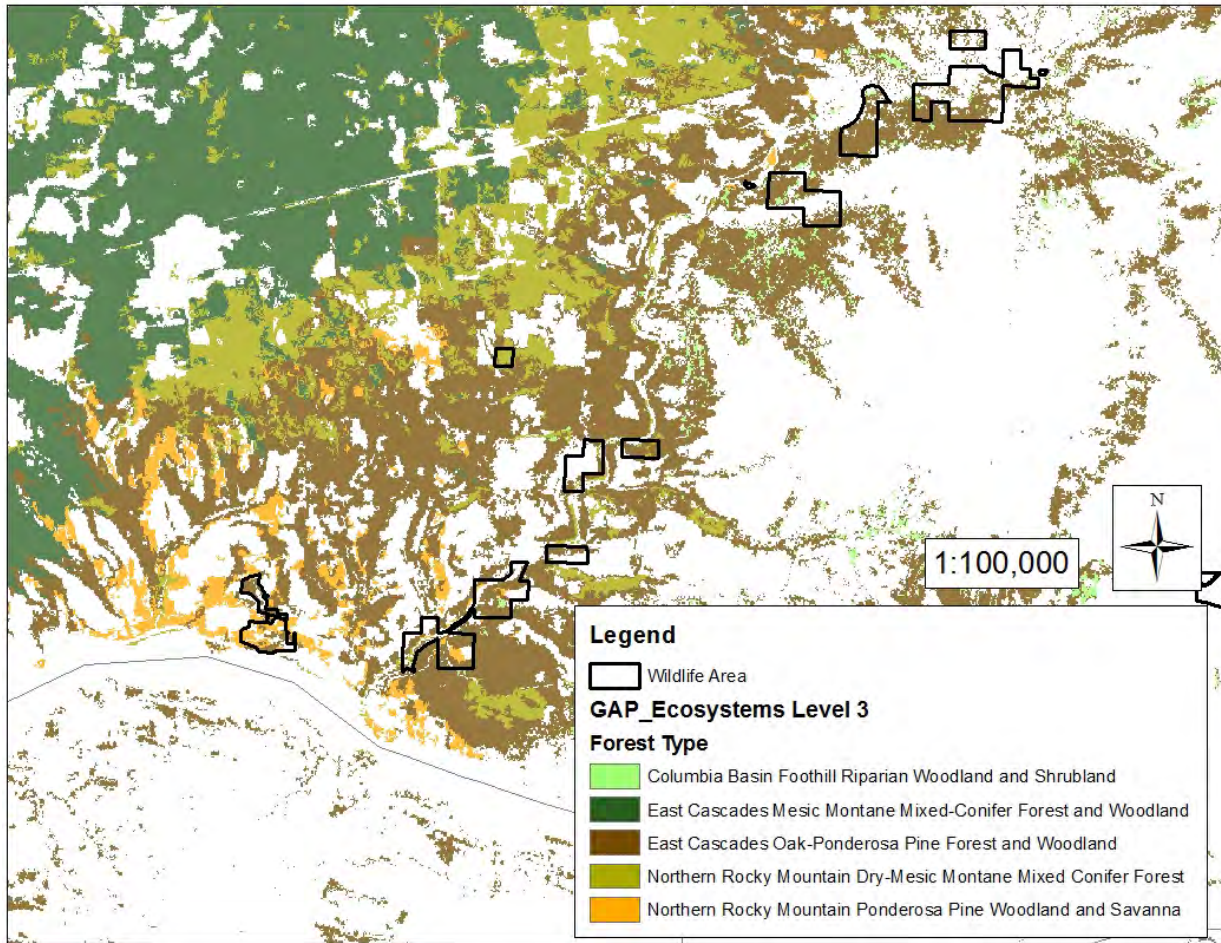 N
1:100,000
Legend
Wildlife Area
GAP_Ecosystems Level 3
Forest Type
Columbia Basin Foothill Riparian Woodland and Shrubland
East Cascades Mesic Montane Mixed-Conifer Forest and Woodland
East Cascades Oak-Ponderosa Pine Forest and Woodland
Northern Rocky Mountain Dry-Mesic Montane Mixed Conifer Forest
Northern Rocky Mountain Ponderosa Pine Woodland and Savanna